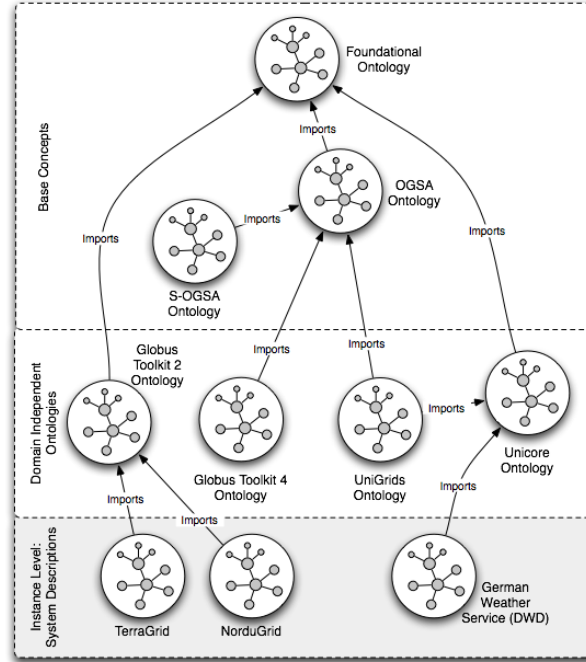 Foundational
Ontology
Imports
Base Concepts
OGSA
Ontology
Imports
Imports
Imports
S-OGSA
Ontology
Globus
Toolkit 2
Ontology
Imports
Imports
Domain Independent
Ontologies
Imports
Globus Toolkit 4
Ontology
UniGrids
Ontology
Unicore
Ontology
Imports
Imports
Imports
Instance Level:
System Descriptions
TerraGrid
NorduGrid
German
Weather
Service (DWD)